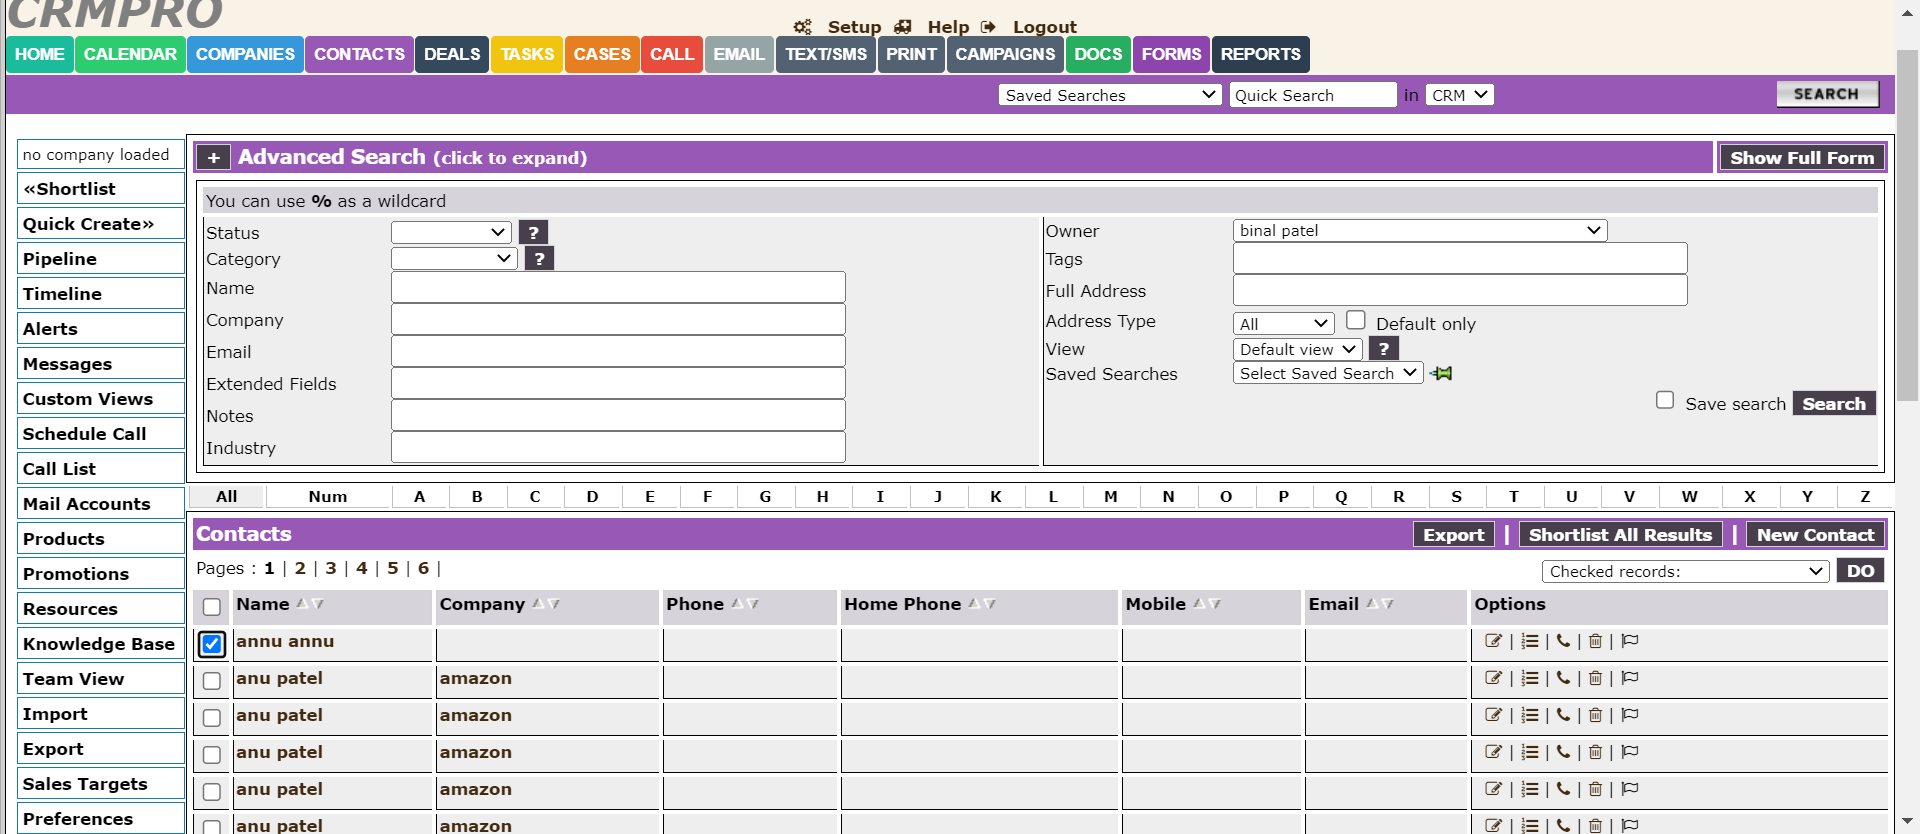 CRMPRO
Setup Help Logout
HOME CALENDAR COMPANIES CONTACTS DEALS TASKS CASES CALL EMAIL TEXT/SMS PRINT CAMPAIGNS DOCS FORMS REPORTS
Saved Searches Quick Search in CRM SEARCH
no company loaded
«Shortlist
Quick Create»
Pipeline
Timeline
Alerts
Messages
Custom Views
Schedule Call
Call List
Mail Accounts
Products
Promotions
Resources
Knowledge Base
Team View
Import
Export
Sales Targets
Preferences
+ Advanced Search (click to expand) Show Full Form
You can use % as a wildcard
Status ?
Category ?
Name
Company
Email
Extended Fields
Notes
Industry
Owner binal patel
Tags
Full Address
Address Type All Default only
View Default view ?
Saved Searches Select Saved Search
Save search Search
All Num A B C D E F G H I J K L M N O P Q R S T U V W X Y Z
Contacts Export | Shortlist All Results | New Contact
Pages : 1 | 2 | 3 | 4 | 5 | 6 |
Checked records: DO
Name Company Phone Home Phone Mobile Email Options
annu annu | | | |
anu patel amazon | | | |
anu patel amazon | | | |
anu patel amazon | | | |
anu patel amazon | | | |
anu patel amazon | | | |